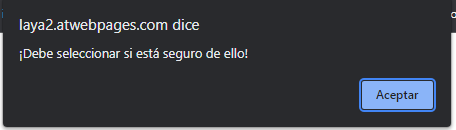 laya2.atwebpages.com dice
¡Debe seleccionar si está seguro de ello!
Aceptar